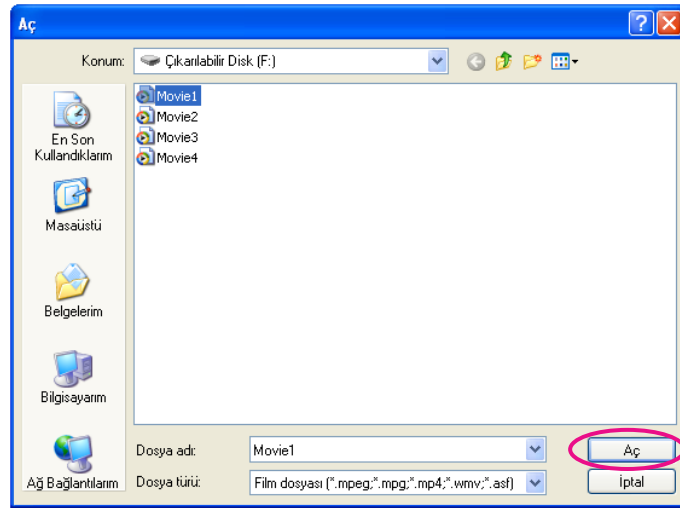 Aç
Konum: Çıkarılabilir Disk (F:)
Movie1
Movie2
Movie3
Movie4
En Son
Kullandıklarım
Masaüstü
Belgelerim
Bilgisayarım
Ağ Bağlantılarım
Dosya adı: Movie1 Aç
Dosya türü: Film dosyası (*.mpeg;*.mpg;*.mp4;*.wmv;*.asf) İptal